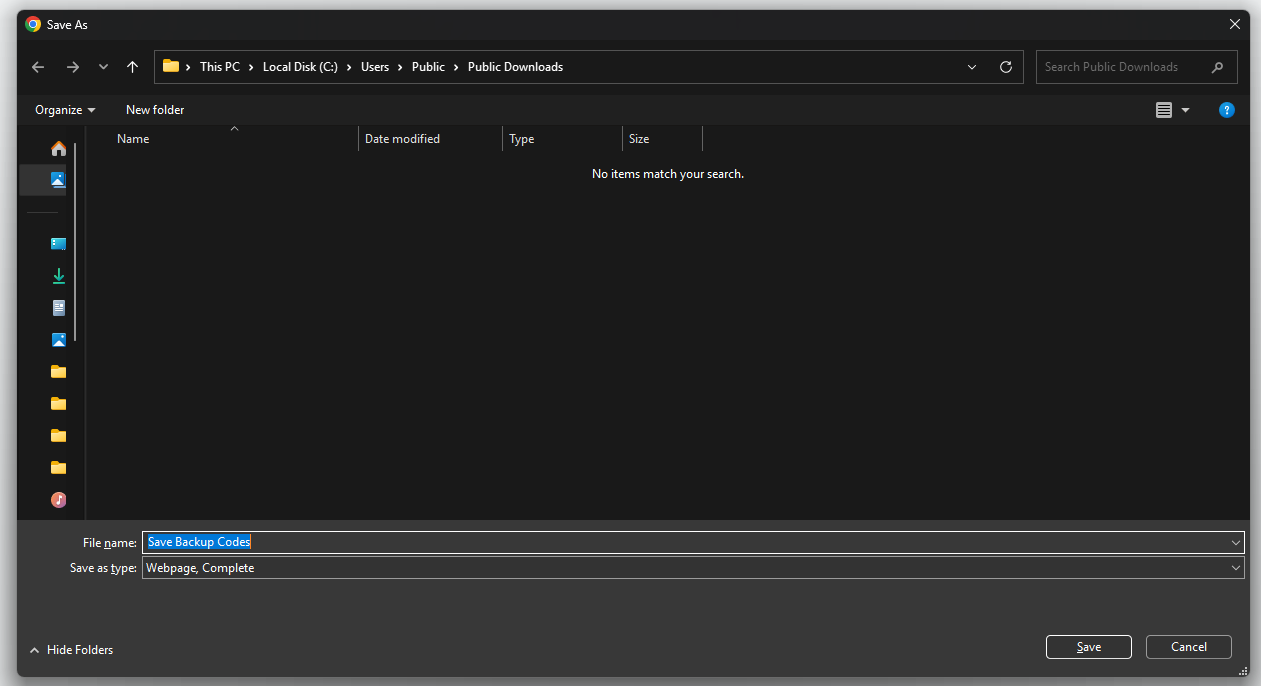 Save As
This PC > Local Disk (C:) > Users > Public > Public Downloads
Search Public Downloads
Organize New folder
Name Date modified Type Size
No items match your search.
File name: Save Backup Codes
Save as type: Webpage, Complete
Hide Folders Save Cancel